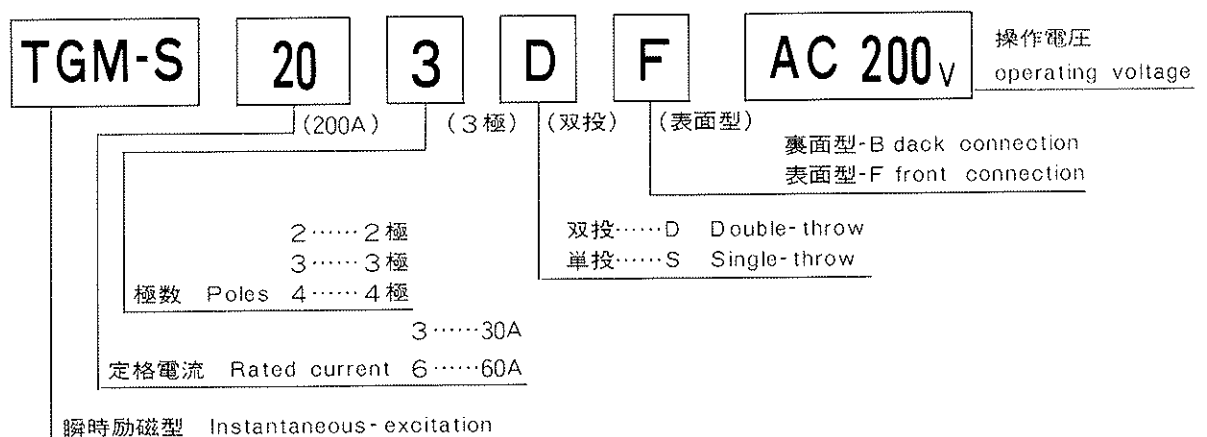 TGM-S 20 3 D F AC 200V 操作電圧
operating voltage
(200A) (3極) (双投) (表面型)
裏面型-B dack connection
表面型-F front connection
2……2極
3……3極
極数 Poles 4……4極
双投……D Double-throw
単投……S Single-throw
3……30A
定格電流 Rated current 6……60A
瞬時励磁型 Instantaneous-excitation